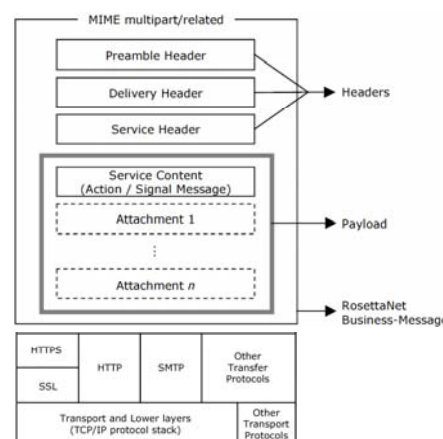 MIME multipart/related
Preamble Header
Delivery Header
Service Header
Headers
Service Content
(Action / Signal Message)
Attachment 1
⋮
Attachment n
Payload
RosettaNet
Business-Message
HTTPS
SSL
HTTP
SMTP
Other
Transfer
Protocols
Transport and Lower layers
(TCP/IP protocol stack)
Other
Transport
Protocols